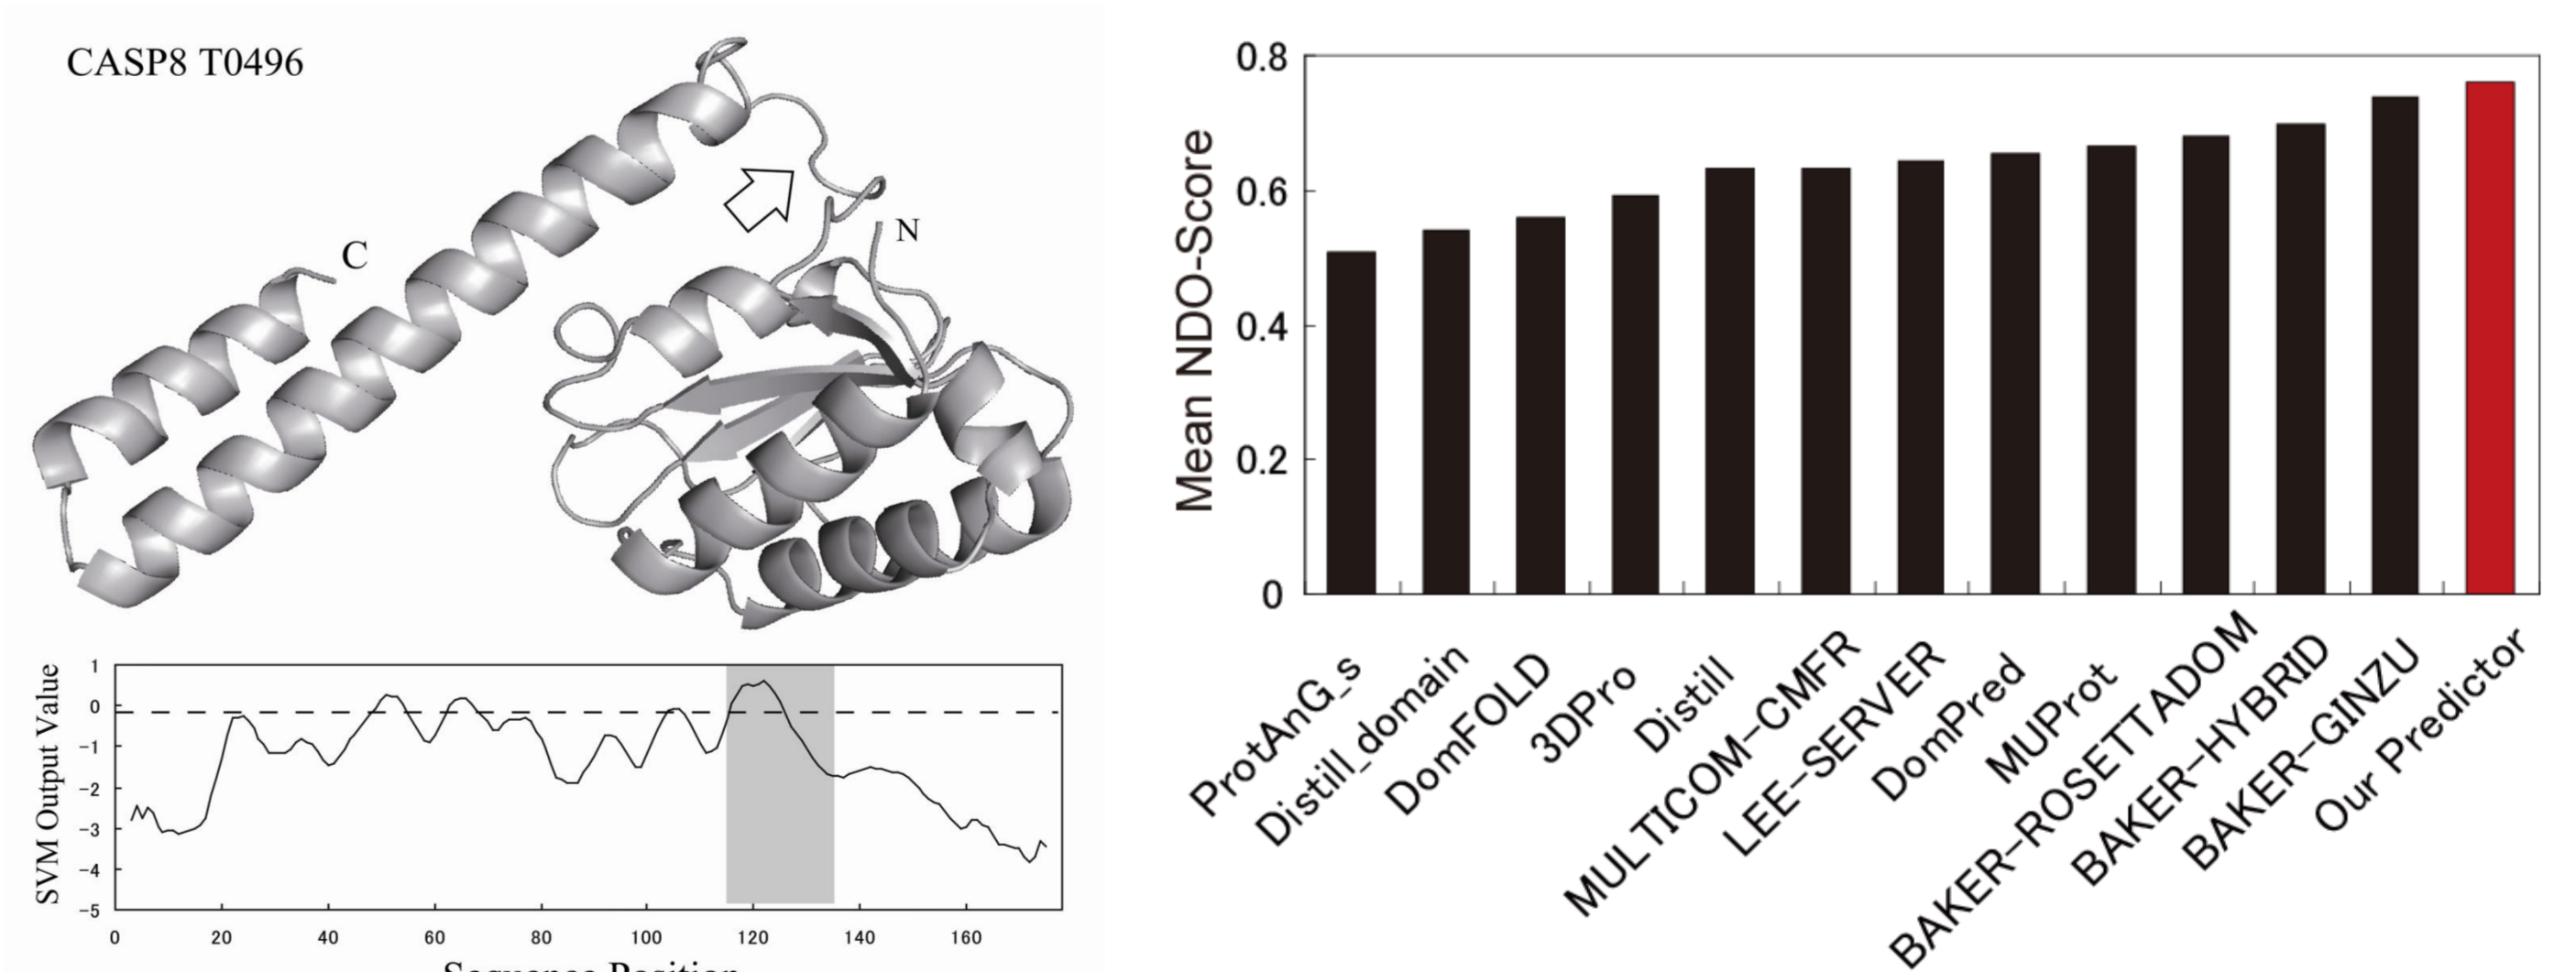 CASP8 T0496
C
N
SVM Output Value
1
0
−1
−2
−3
−4
−5
0 20 40 60 80 100 120 140 160
Sequence Position
Mean NDO-Score
0.8
0.6
0.4
0.2
0
ProtAnG_s
Distill_domain
DomFOLD
3DPro
Distill
MULTICOM−CMFR
LEE−SERVER
DomPred
MUProt
BAKER−ROSETTADOM
BAKER−HYBRID
BAKER−GINZU
Our Predictor